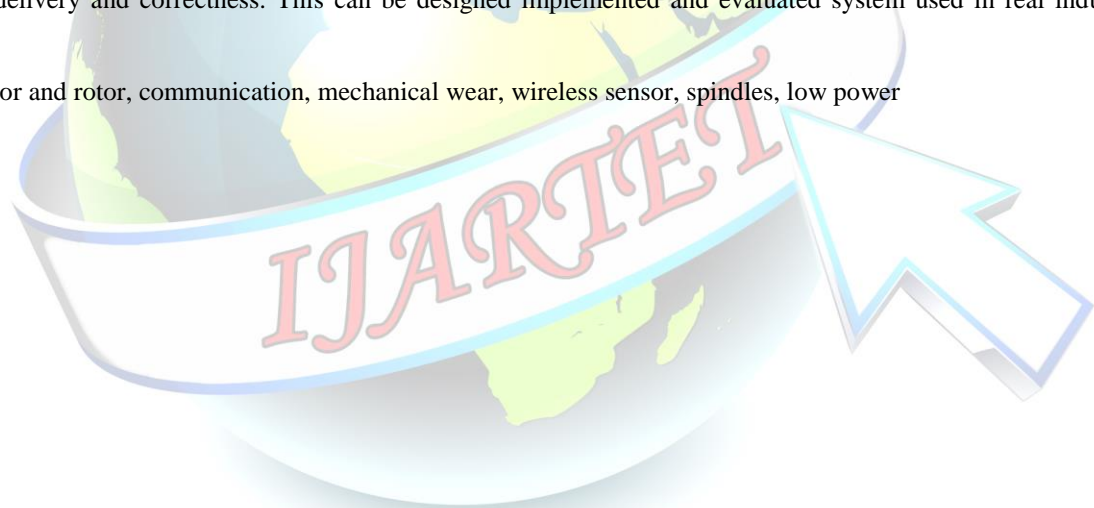 delivery and correctness. This can be designed implemented and evaluated system used in real
or and rotor, communication, mechanical wear, wireless sensor, spindles, low power
IJARTET